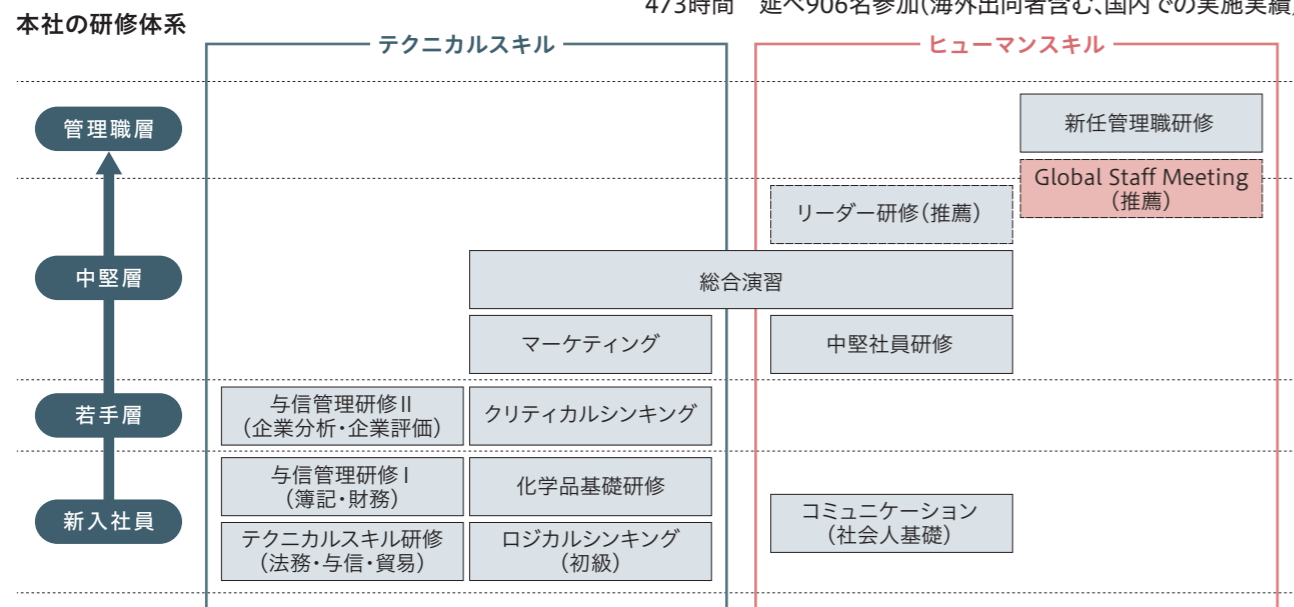 473時間 延べ906名参加(海外出向者含む、国内での実施実績)
本社の研修体系
テクニカルスキル
ヒューマンスキル
管理職層
新任管理職研修
Global Staff Meeting
(推薦)
リーダー研修(推薦)
中堅層
総合演習
マーケティング
中堅社員研修
若手層
与信管理研修Ⅱ
(企業分析・企業評価)
クリティカルシンキング
新入社員
与信管理研修Ⅰ
(簿記・財務)
化学品基礎研修
テクニカルスキル研修
(法務・与信・貿易)
ロジカルシンキング
(初級)
コミュニケーション
(社会人基礎)